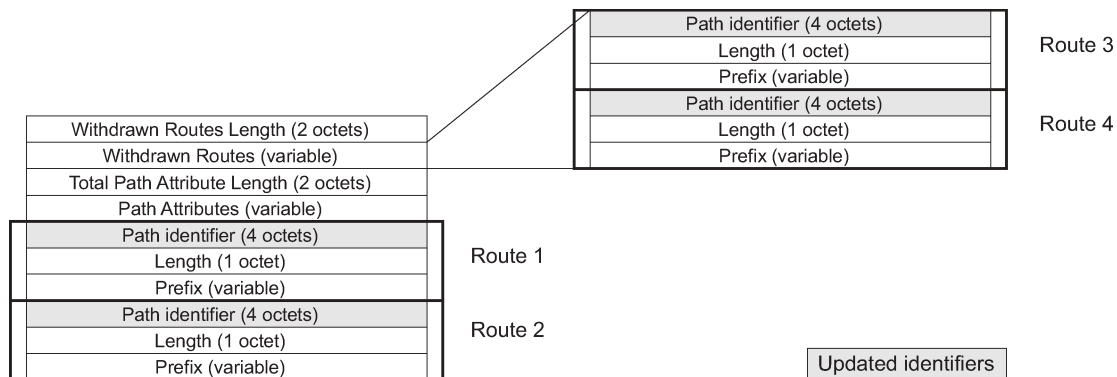 Path identifier (4 octets)
Length (1 octet)
Prefix (variable)
Route 3
Path identifier (4 octets)
Length (1 octet)
Prefix (variable)
Route 4
Withdrawn Routes Length (2 octets)
Withdrawn Routes (variable)
Total Path Attribute Length (2 octets)
Path Attributes (variable)
Path identifier (4 octets)
Length (1 octet)
Prefix (variable)
Route 1
Path identifier (4 octets)
Length (1 octet)
Prefix (variable)
Route 2
Updated identifiers